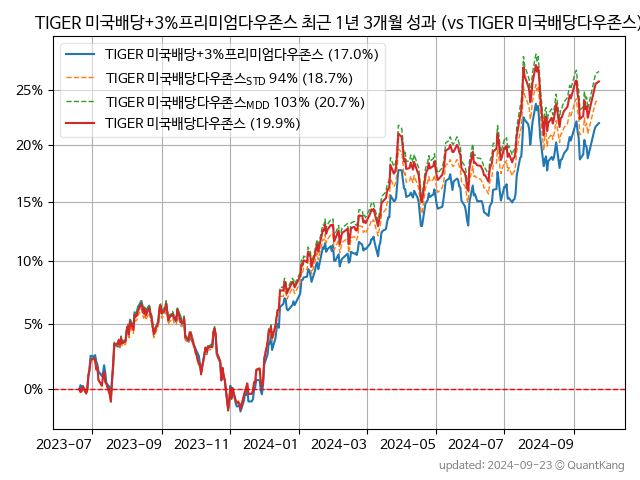 TIGER 미국배당+3%프리미엄다우존스 최근 1년 3개월 성과 (vs TIGER 미국배당다우존스)
TIGER 미국배당+3%프리미엄다우존스 (17.0%)
TIGER 미국배당다우존스STD 94% (18.7%)
TIGER 미국배당다우존스MDD 103% (20.7%)
TIGER 미국배당다우존스 (19.9%)
25%
20%
15%
10%
5%
0%
2023-07 2023-09 2023-11 2024-01 2024-03 2024-05 2024-07 2024-09
updated: 2024-09-23 © QuantKang